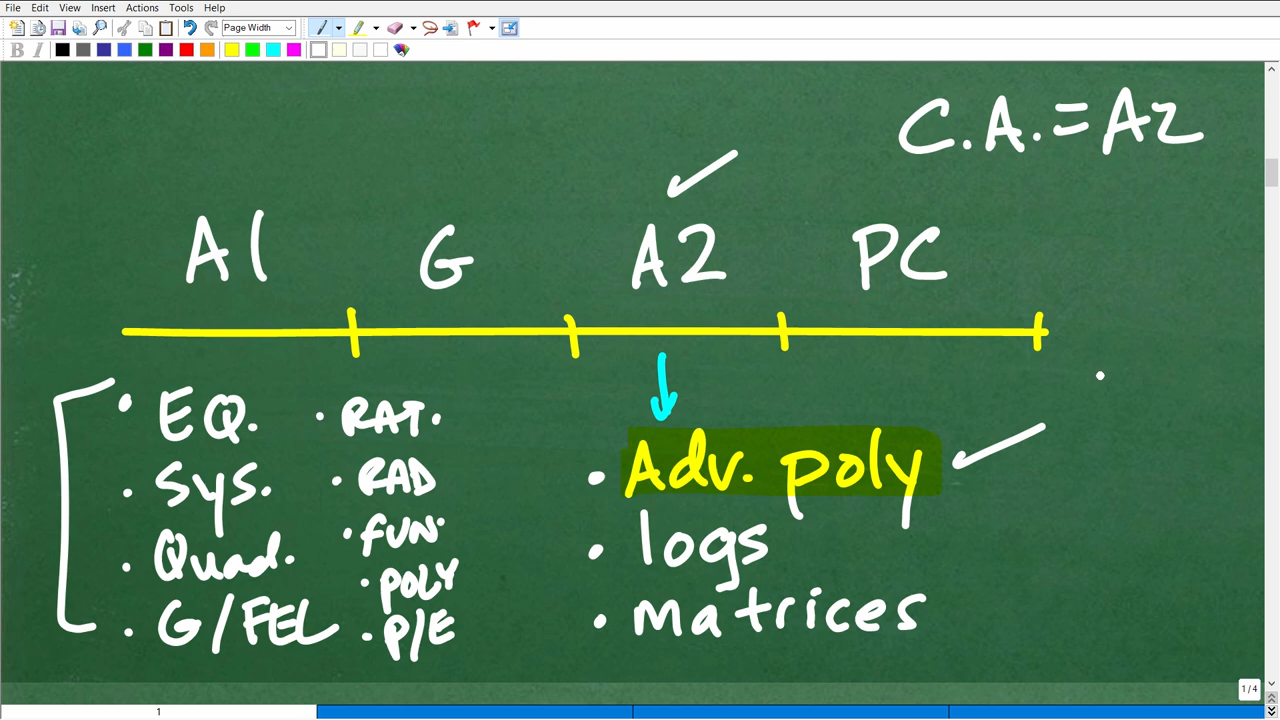 File Edit View Insert Actions Tools Help
Page Width
B I
C.A.=A2
A1 G A2 PC
• EQ. • RAT.
• Sys. • RAD
• Quad. • FUN.
• G/FEL • POLY
• P/E
• Adv. poly
• logs
• matrices
1 / 4
1